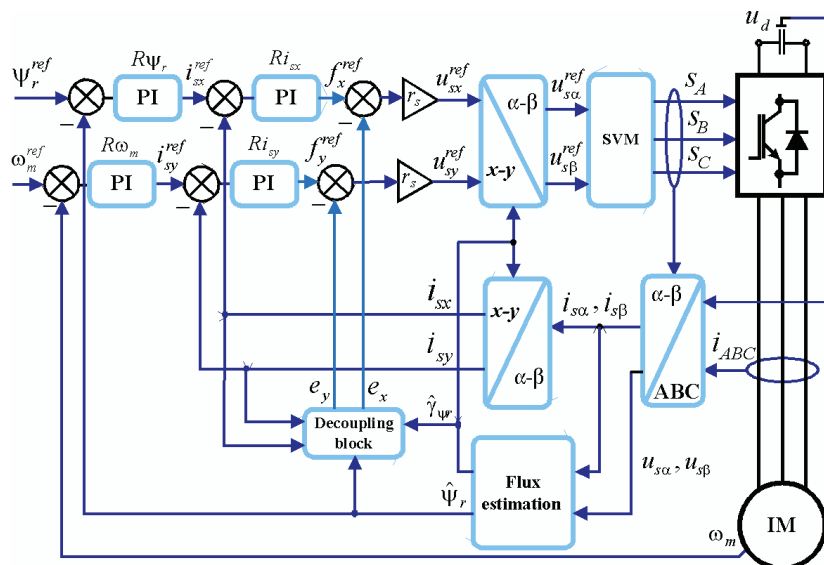 u_d
Rψ_r
Ri_sx
ψ_r^ref
PI
i_sx^ref
PI
f_x^ref
r_s
u_sx^ref
α-β
x-y
u_sα^ref
u_sβ^ref
SVM
S_A
S_B
S_C
ω_m^ref
Rω_m
PI
i_sy^ref
Ri_sy
PI
f_y^ref
r_s
u_sy^ref
i_sx
i_sy
x-y
α-β
i_sα, i_sβ
α-β
ABC
i_ABC
e_y
e_x
Decoupling
block
γ̂_ψr
ψ̂_r
Flux
estimation
u_sα, u_sβ
ω_m
IM